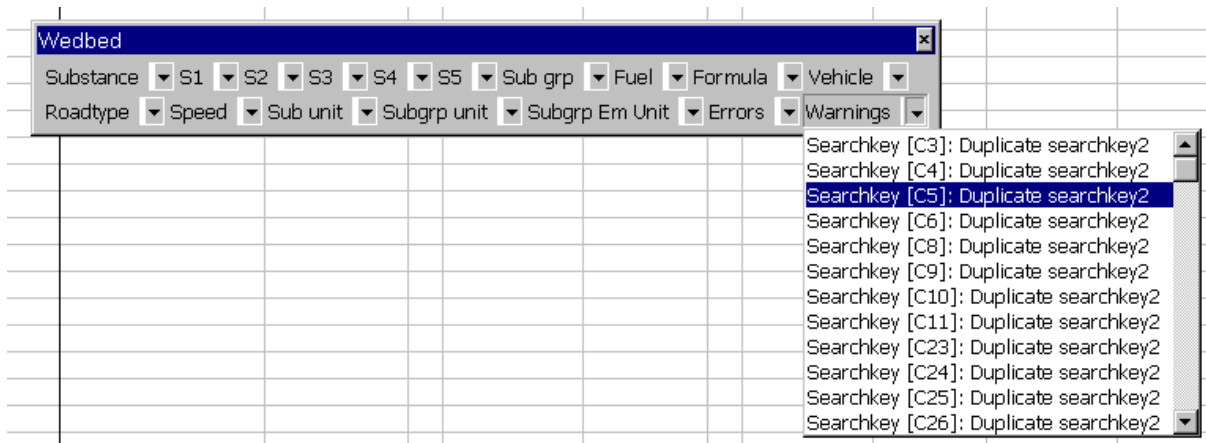 Wedbed
Substance S1 S2 S3 S4 S5 Sub grp Fuel Formula Vehicle
Roadtype Speed Sub unit Subgrp unit Subgrp Em Unit Errors Warnings
Searchkey [C3]: Duplicate searchkey2
Searchkey [C4]: Duplicate searchkey2
Searchkey [C5]: Duplicate searchkey2
Searchkey [C6]: Duplicate searchkey2
Searchkey [C8]: Duplicate searchkey2
Searchkey [C9]: Duplicate searchkey2
Searchkey [C10]: Duplicate searchkey2
Searchkey [C11]: Duplicate searchkey2
Searchkey [C23]: Duplicate searchkey2
Searchkey [C24]: Duplicate searchkey2
Searchkey [C25]: Duplicate searchkey2
Searchkey [C26]: Duplicate searchkey2